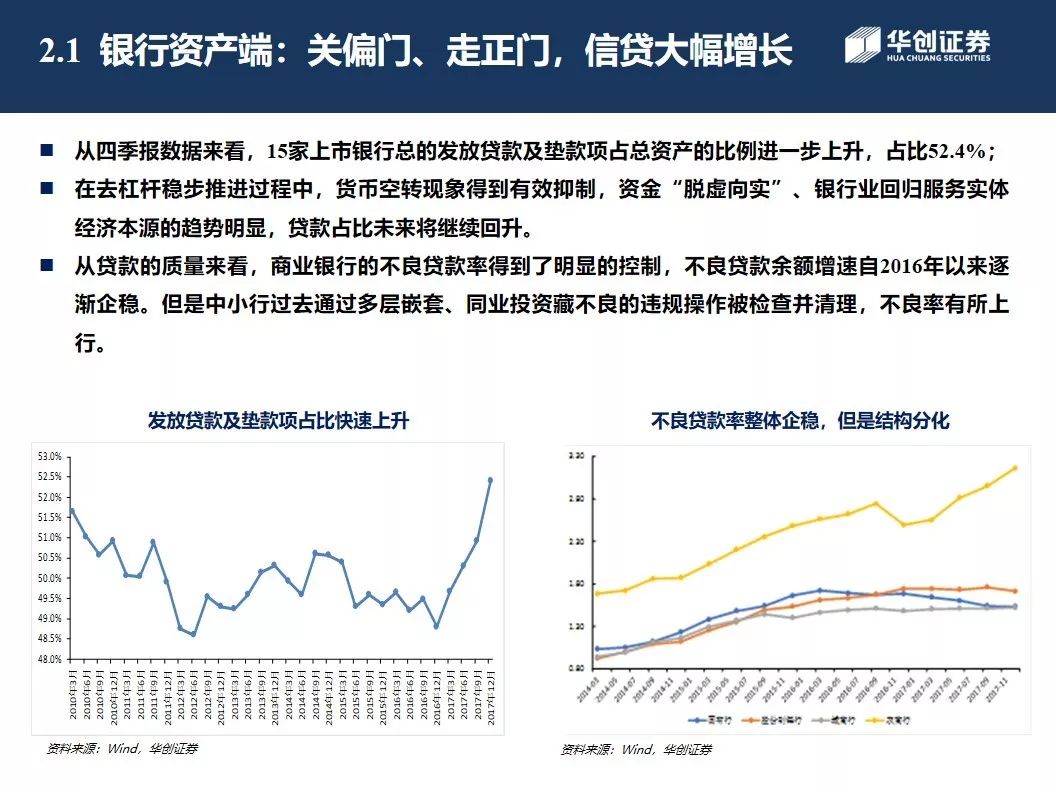 2.1 银行资产端：关偏门、走正门，信贷大幅增长
华创证券
HUA CHUANG SECURITIES
■ 从四季报数据来看，15家上市银行总的发放贷款及垫款项占总资产的比例进一步上升，占比52.4%；
■ 在去杠杆稳步推进过程中，货币空转现象得到有效抑制，资金“脱虚向实”、银行业回归服务实体
经济本源的趋势明显，贷款占比未来将继续回升。
■ 从贷款的质量来看，商业银行的不良贷款率得到了明显的控制，不良贷款余额增速自2016年以来逐
渐企稳。但是中小行过去通过多层嵌套、同业投资藏不良的违规操作被检查并清理，不良率有所上
行。
发放贷款及垫款项占比快速上升
53.0%
52.5%
52.0%
51.5%
51.0%
50.5%
50.0%
49.5%
49.0%
48.5%
48.0%
2010年3月
2010年6月
2010年9月
2010年12月
2011年3月
2011年6月
2011年9月
2011年12月
2012年3月
2012年6月
2012年9月
2012年12月
2013年3月
2013年6月
2013年9月
2013年12月
2014年3月
2014年6月
2014年9月
2014年12月
2015年3月
2015年6月
2015年9月
2015年12月
2016年3月
2016年6月
2016年9月
2016年12月
2017年3月
2017年6月
2017年9月
2017年12月
资料来源：Wind，华创证券
不良贷款率整体企稳，但是结构分化
3.30
2.80
2.30
1.80
1.30
0.80
2014-03
2014-05
2014-07
2014-09
2014-11
2015-01
2015-03
2015-05
2015-07
2015-09
2015-11
2016-01
2016-03
2016-05
2016-07
2016-09
2016-11
2017-01
2017-03
2017-05
2017-07
2017-09
2017-11
国有行 股份制银行 城商行 农商行
资料来源：Wind，华创证券